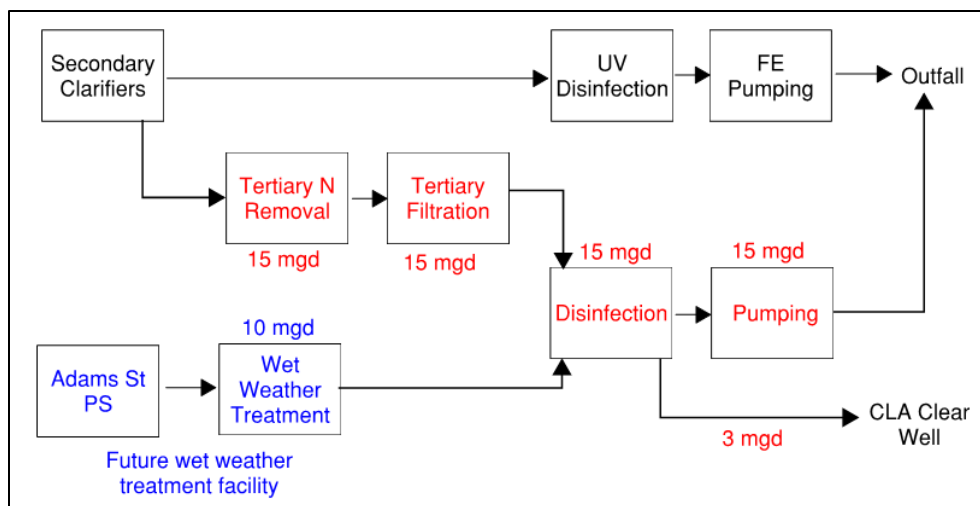 Secondary
Clarifiers
UV
Disinfection
FE
Pumping
Outfall
Tertiary N
Removal
15 mgd
Tertiary
Filtration
15 mgd
15 mgd
Disinfection
15 mgd
Pumping
10 mgd
Adams St
PS
Wet
Weather
Treatment
Future wet weather
treatment facility
3 mgd
CLA Clear
Well